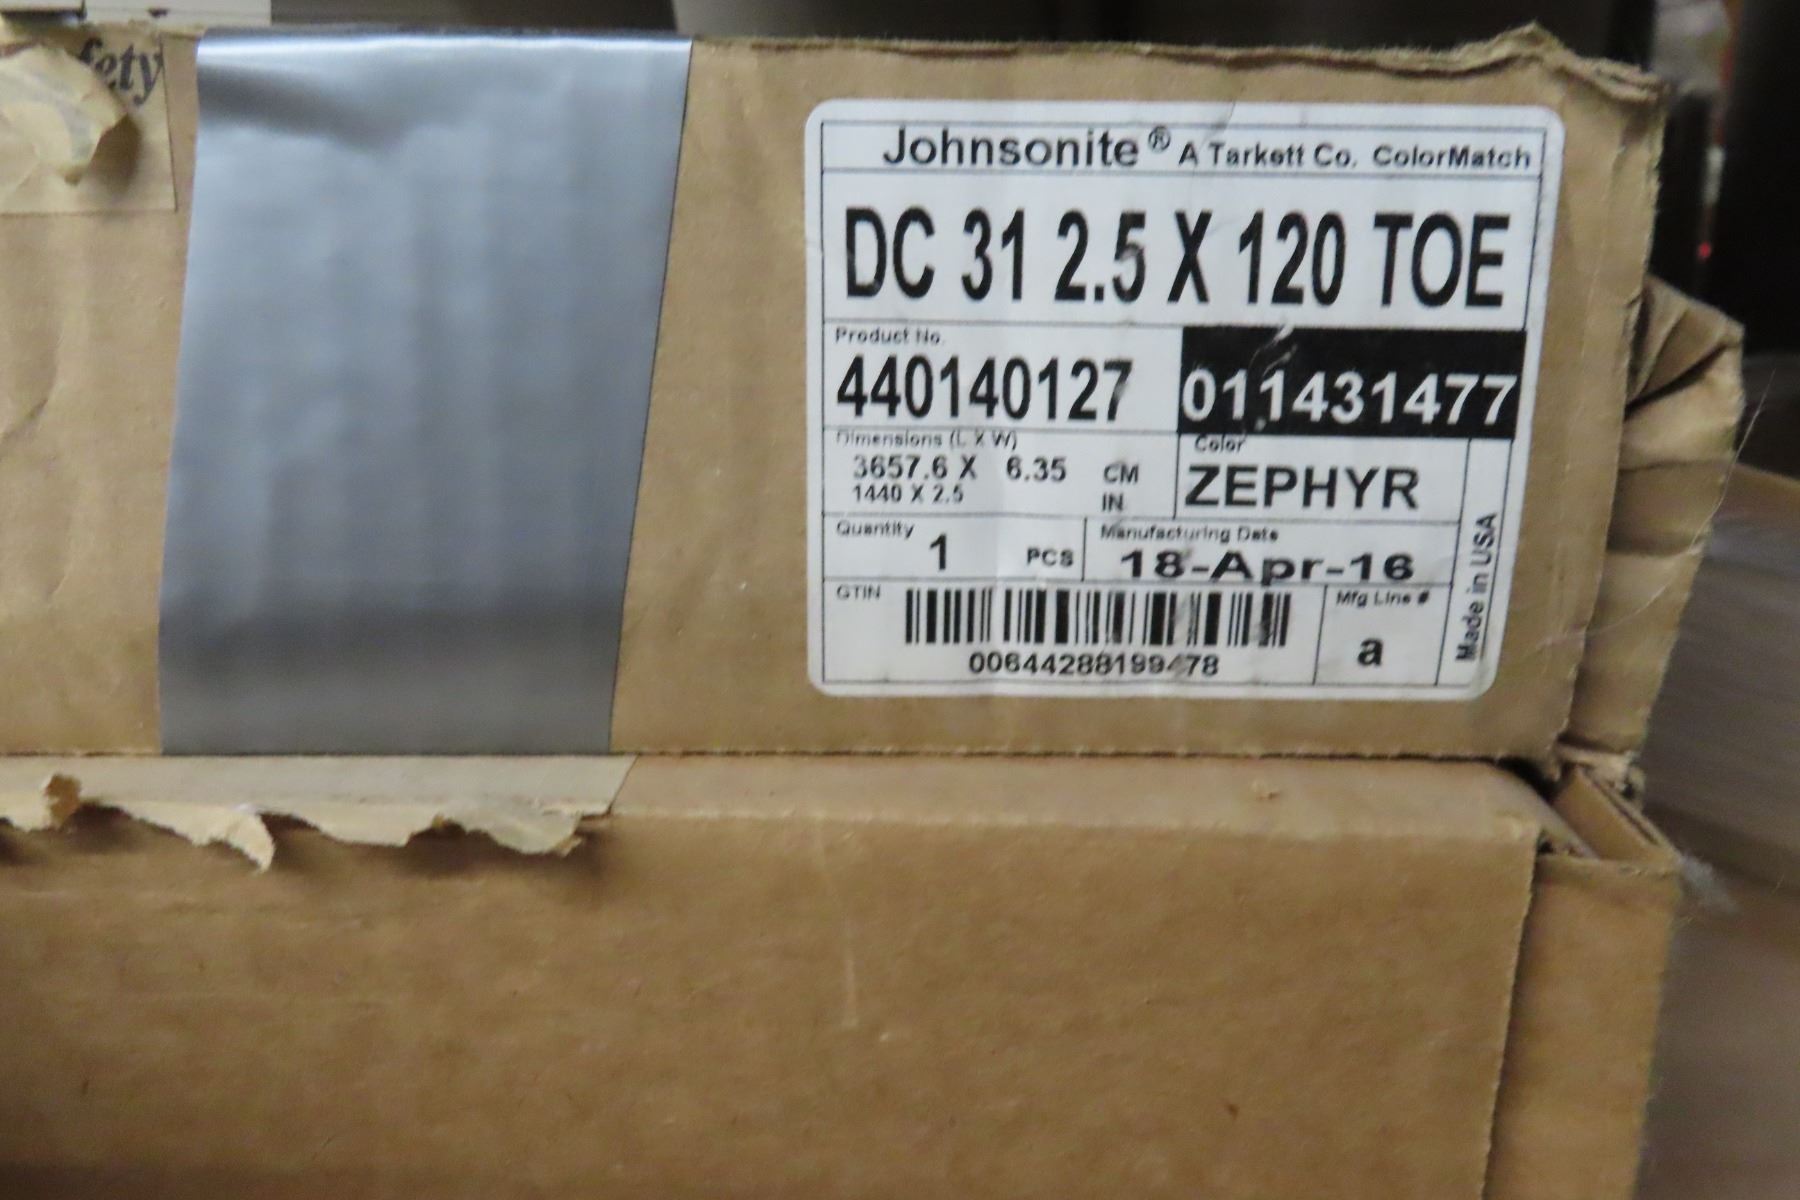 fety
Johnsonite® A Tarkett Co. ColorMatch
DC 31 2.5 X 120 TOE
Product No.
440140127 011431477
Dimensions (L X W) Color
3657.6 X 6.35 CM ZEPHYR
1440 X 2.5 IN
Quantity Manufacturing Date
1 PCS 18-Apr-16
GTIN Mfg Line #
00644288199478 a
Made in USA